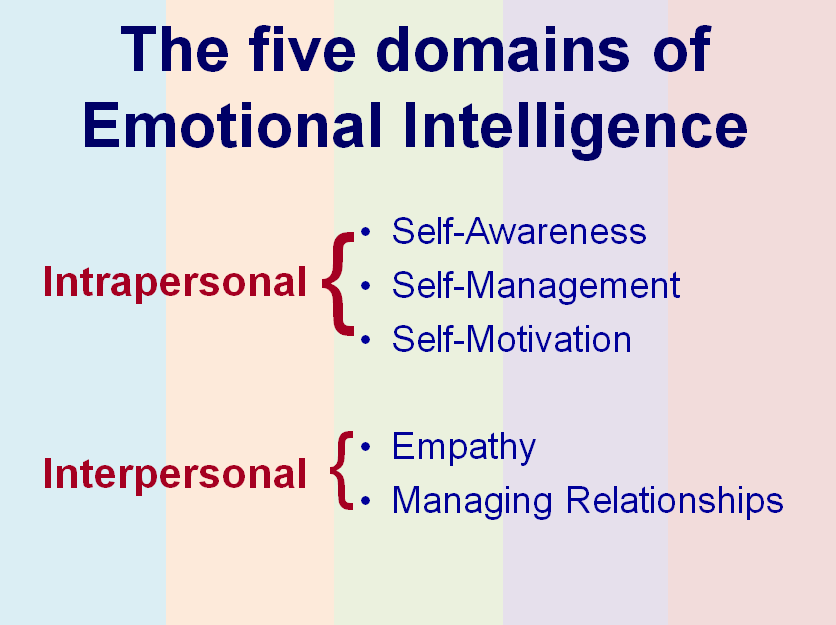 The five domains of
Emotional Intelligence
Intrapersonal {
• Self-Awareness
• Self-Management
• Self-Motivation
Interpersonal {
• Empathy
• Managing Relationships